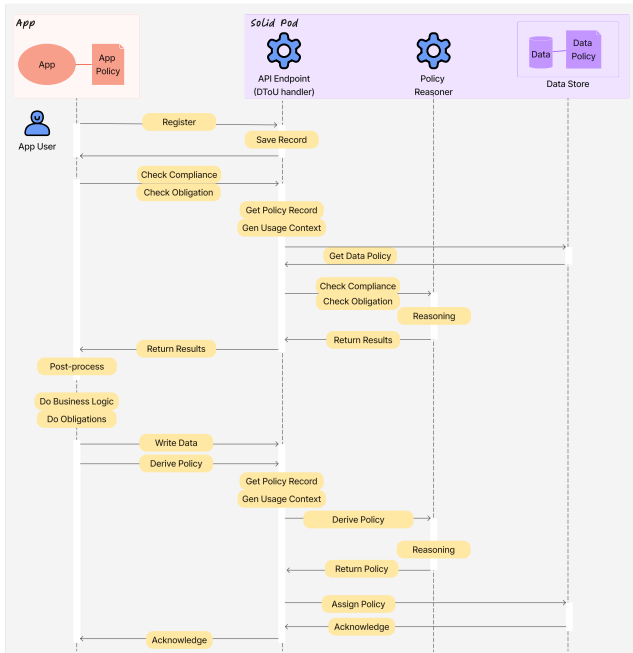 App
Solid Pod
App
App
Policy
API Endpoint
(DToU handler)
Policy
Reasoner
Data
Data
Policy
Data Store
App User
Register
Save Record
Check Compliance
Check Obligation
Get Policy Record
Gen Usage Context
Get Data Policy
Check Compliance
Check Obligation
Reasoning
Return Results
Return Results
Post-process
Do Business Logic
Do Obligations
Write Data
Derive Policy
Get Policy Record
Gen Usage Context
Derive Policy
Reasoning
Return Policy
Assign Policy
Acknowledge
Acknowledge